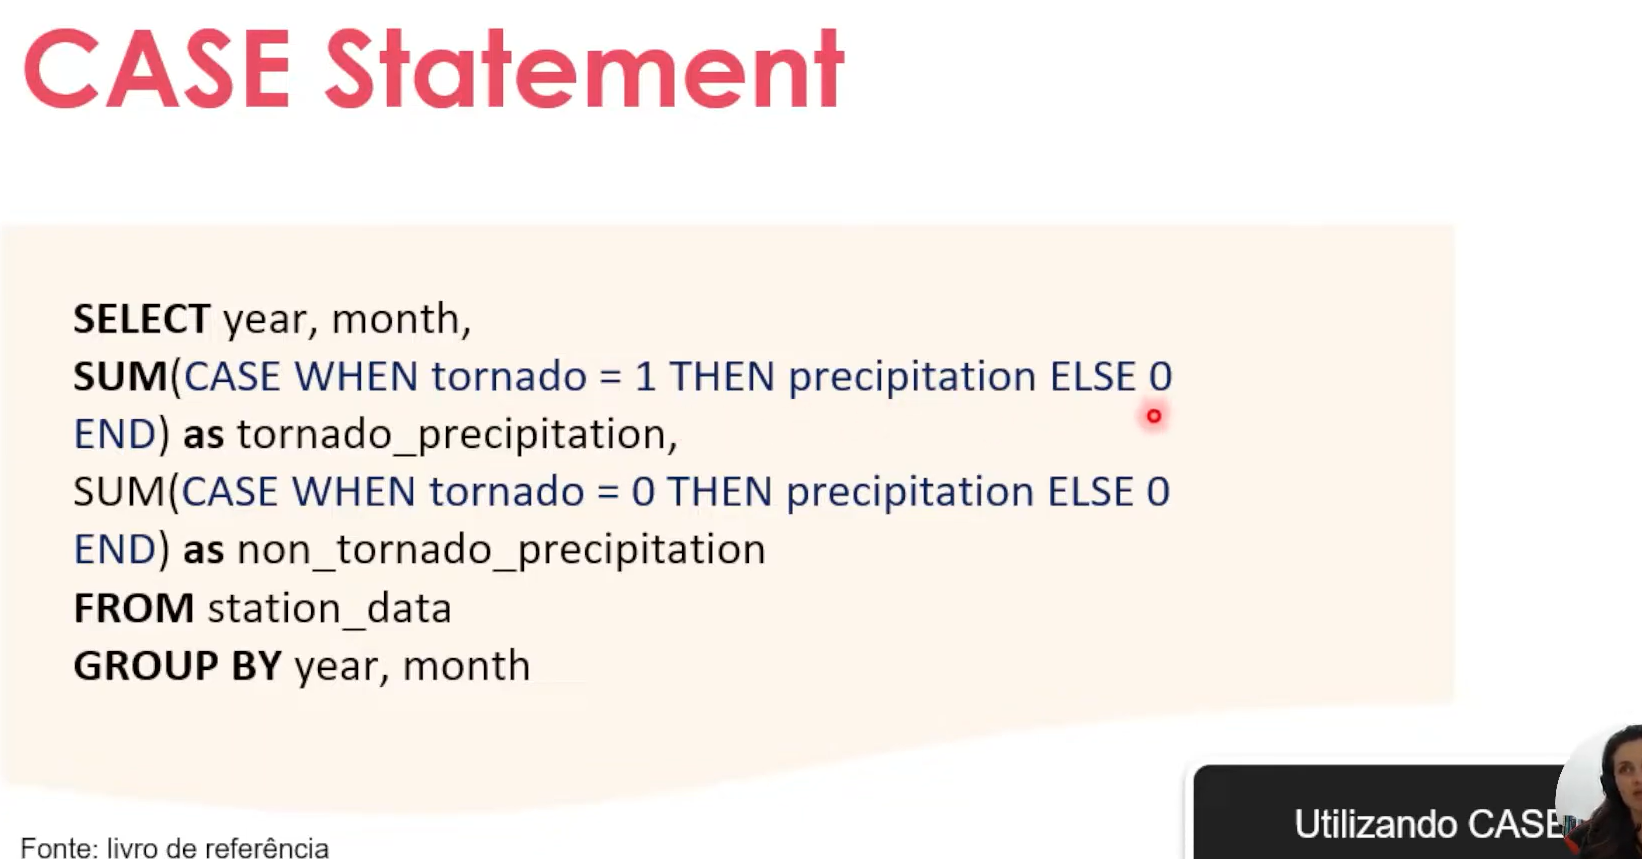 CASE Statement
SELECT year, month,
SUM(CASE WHEN tornado = 1 THEN precipitation ELSE 0
END) as tornado_precipitation,
SUM(CASE WHEN tornado = 0 THEN precipitation ELSE 0
END) as non_tornado_precipitation
FROM station_data
GROUP BY year, month
Utilizando CASE
Fonte: livro de referência